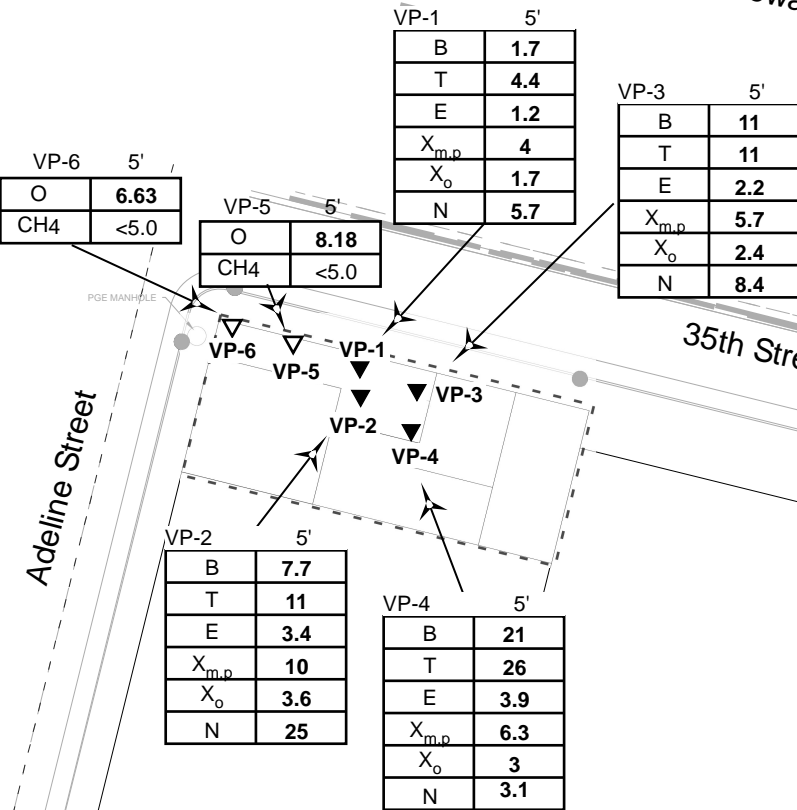 VP-1 5'
B 1.7
T 4.4
E 1.2
Xm,p 4
Xo 1.7
N 5.7
VP-3 5'
B 11
T 11
E 2.2
Xm,p 5.7
Xo 2.4
N 8.4
VP-6 5'
O 6.63
CH4 <5.0
VP-5 5'
O 8.18
CH4 <5.0
PGE MANHOLE
35th Stre
VP-6
VP-5
VP-1
VP-3
VP-2
VP-4
Adeline Street
VP-2 5'
B 7.7
T 11
E 3.4
Xm,p 10
Xo 3.6
N 25
VP-4 5'
B 21
T 26
E 3.9
Xm,p 6.3
Xo 3
N 3.1